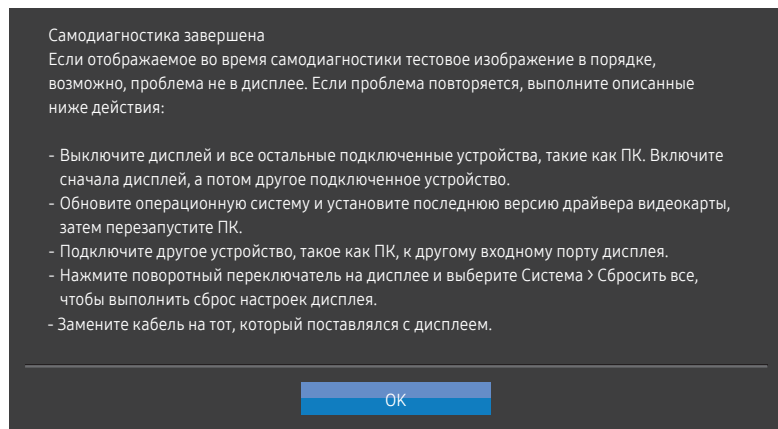 Самодиагностика завершена
Если отображаемое во время самодиагностики тестовое изображение в порядке,
возможно, проблема не в дисплее. Если проблема повторяется, выполните описанные
ниже действия:
- Выключите дисплей и все остальные подключенные устройства, такие как ПК. Включите
сначала дисплей, а потом другое подключенное устройство.
- Обновите операционную систему и установите последнюю версию драйвера видеокарты,
затем перезапустите ПК.
- Подключите другое устройство, такое как ПК, к другому входному порту дисплея.
- Нажмите поворотный переключатель на дисплее и выберите Система > Сбросить все,
чтобы выполнить сброс настроек дисплея.
- Замените кабель на тот, который поставлялся с дисплеем.
OK